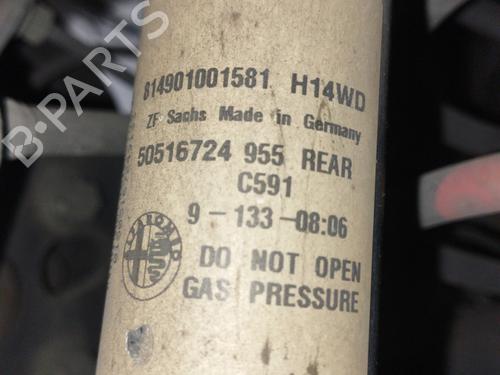 814901001581 H14WD
ZF Sachs Made in Germany
50516724 955 REAR
C591
9-133-08:06
DO NOT OPEN
GAS PRESSURE
B-PARTS